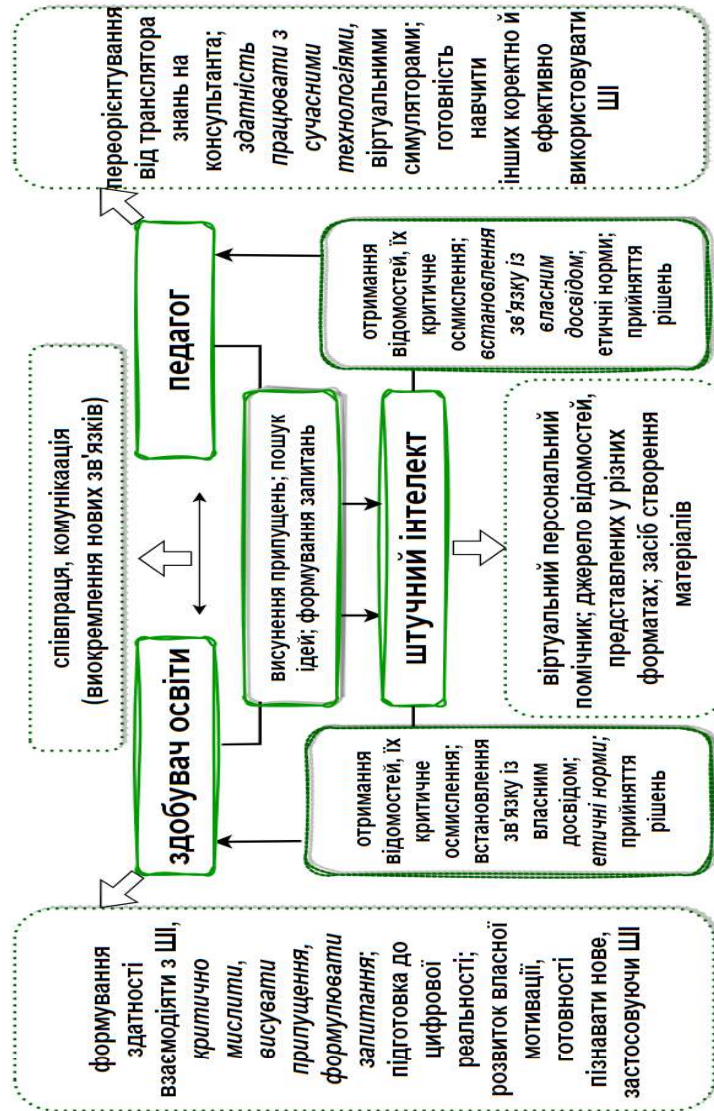 співпраця, комунікаація
(виокремлення нових зв'язків)
здобувач освіти
педагог
формування
здатності
взаємодіяти з ШІ,
критично
мислити,
висувати
припущення,
формулювати
запитання;
підготовка до
цифрової
реальності;
розвиток власної
мотивації,
готовності
пізнавати нове,
застосовуючи ШІ
висунення припущень; пошук
ідей; формування запитань
переорієнтування
від транслятора
знань на
консультанта;
здатність
працювати з
сучасними
технологіями,
віртуальними
симуляторами;
готовність
навчити
інших коректно й
ефективно
використовувати
ШІ
отримання
відомостей, їх
критичне
осмислення;
встановлення
зв'язку із
власним
досвідом;
етичні норми;
прийняття
рішень
штучний інтелект
отримання
відомостей, їх
критичне
осмислення;
встановлення
зв'язку із
власним
досвідом;
етичні норми;
прийняття
рішень
віртуальний персональний
помічник; джерело відомостей,
представлених у різних
форматах; засіб створення
матеріалів